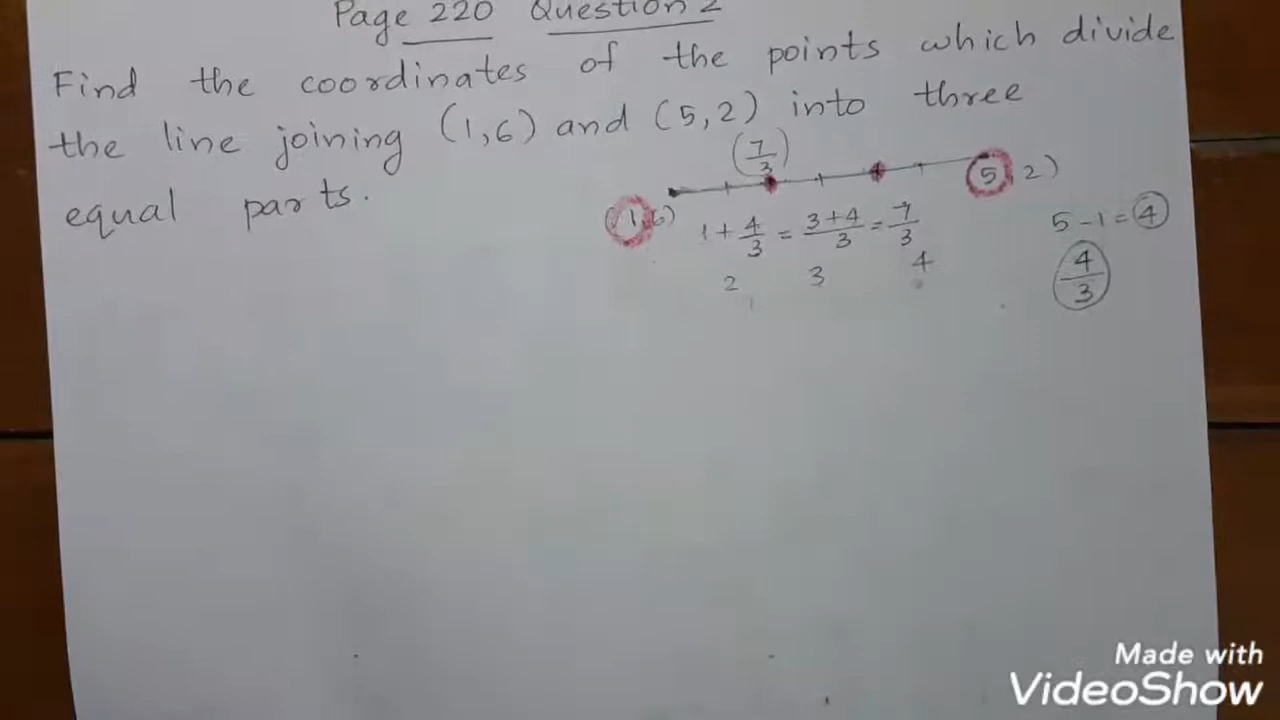 Page 220 Question 2
Find the coordinates of the points which divide
the line joining (1,6) and (5,2) into three
equal parts.
(7/3)
(1,6)
5, 2)
1 + 4/3 = 3+4/3 = 7/3
5 - 1 = 4
2 3 4
4/3
Made with
VideoShow